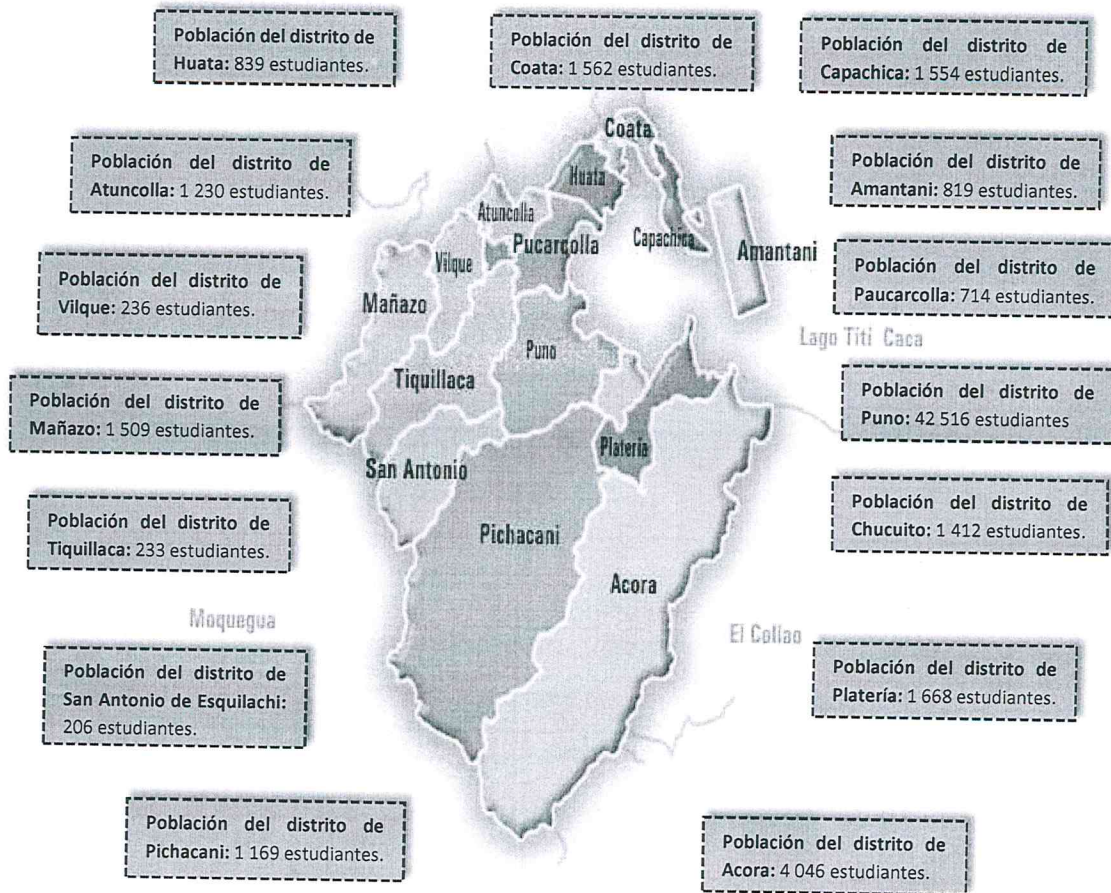 Población del distrito de
Huata: 839 estudiantes.
Población del distrito de
Coata: 1 562 estudiantes.
Población del distrito de
Capachica: 1 554 estudiantes.
Población del distrito de
Atuncolla: 1 230 estudiantes.
Población del distrito de
Amantani: 819 estudiantes.
Población del distrito de
Vilque: 236 estudiantes.
Población del distrito de
Paucarcolla: 714 estudiantes.
Población del distrito de
Mañazo: 1 509 estudiantes.
Población del distrito de
Puno: 42 516 estudiantes
Población del distrito de
Tiquillaca: 233 estudiantes.
Población del distrito de
Chucuito: 1 412 estudiantes.
Población del distrito de
San Antonio de Esquilachi:
206 estudiantes.
Población del distrito de
Platería: 1 668 estudiantes.
Población del distrito de
Pichacani: 1 169 estudiantes.
Población del distrito de
Acora: 4 046 estudiantes.
Coata
Huata
Atuncolla
Pucarcolla
Capachica
Amantani
Vilque
Mañazo
Lago Titi Caca
Puno
Tiquillaca
Platería
San Antonio
Pichacani
Acora
Moquegua
El Collao